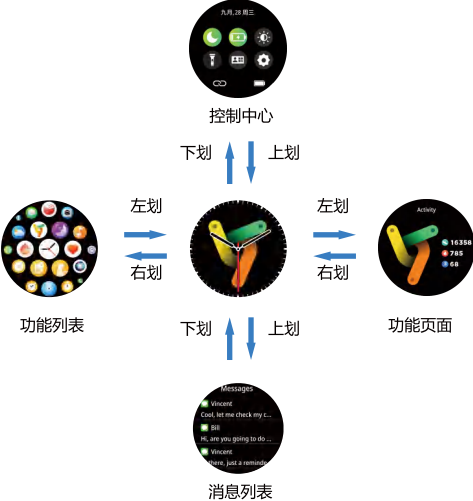 九月, 28 周三
控制中心
下划
上划
左划
右划
左划
右划
Activity
16358
785
68
功能列表
功能页面
下划
上划
Messages
Vincent
Cool, let me check my c...
Bill
Hi, are you going to do ...
Vincent
there, just a reminde
消息列表